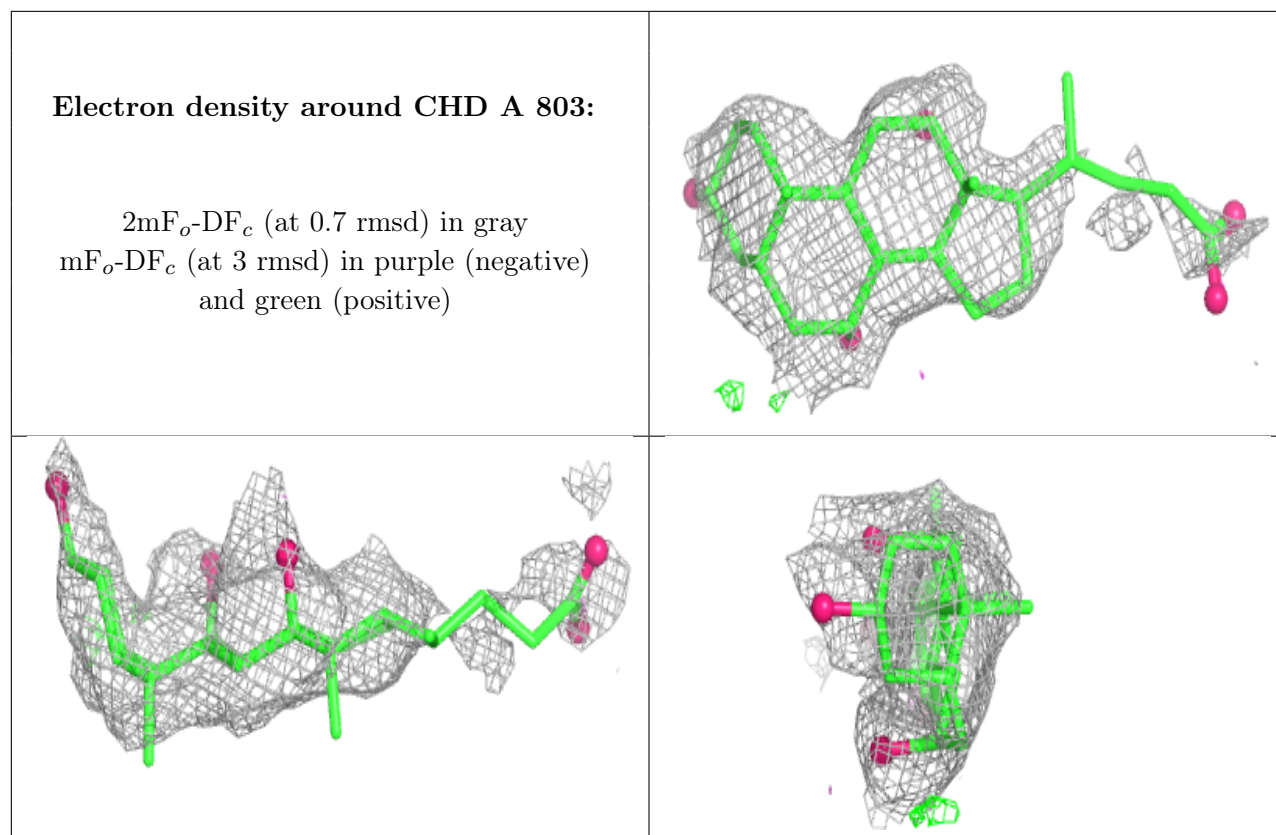 Electron density around CHD A 803:
2mFo-DFc (at 0.7 rmsd) in gray
mFo-DFc (at 3 rmsd) in purple (negative)
and green (positive)